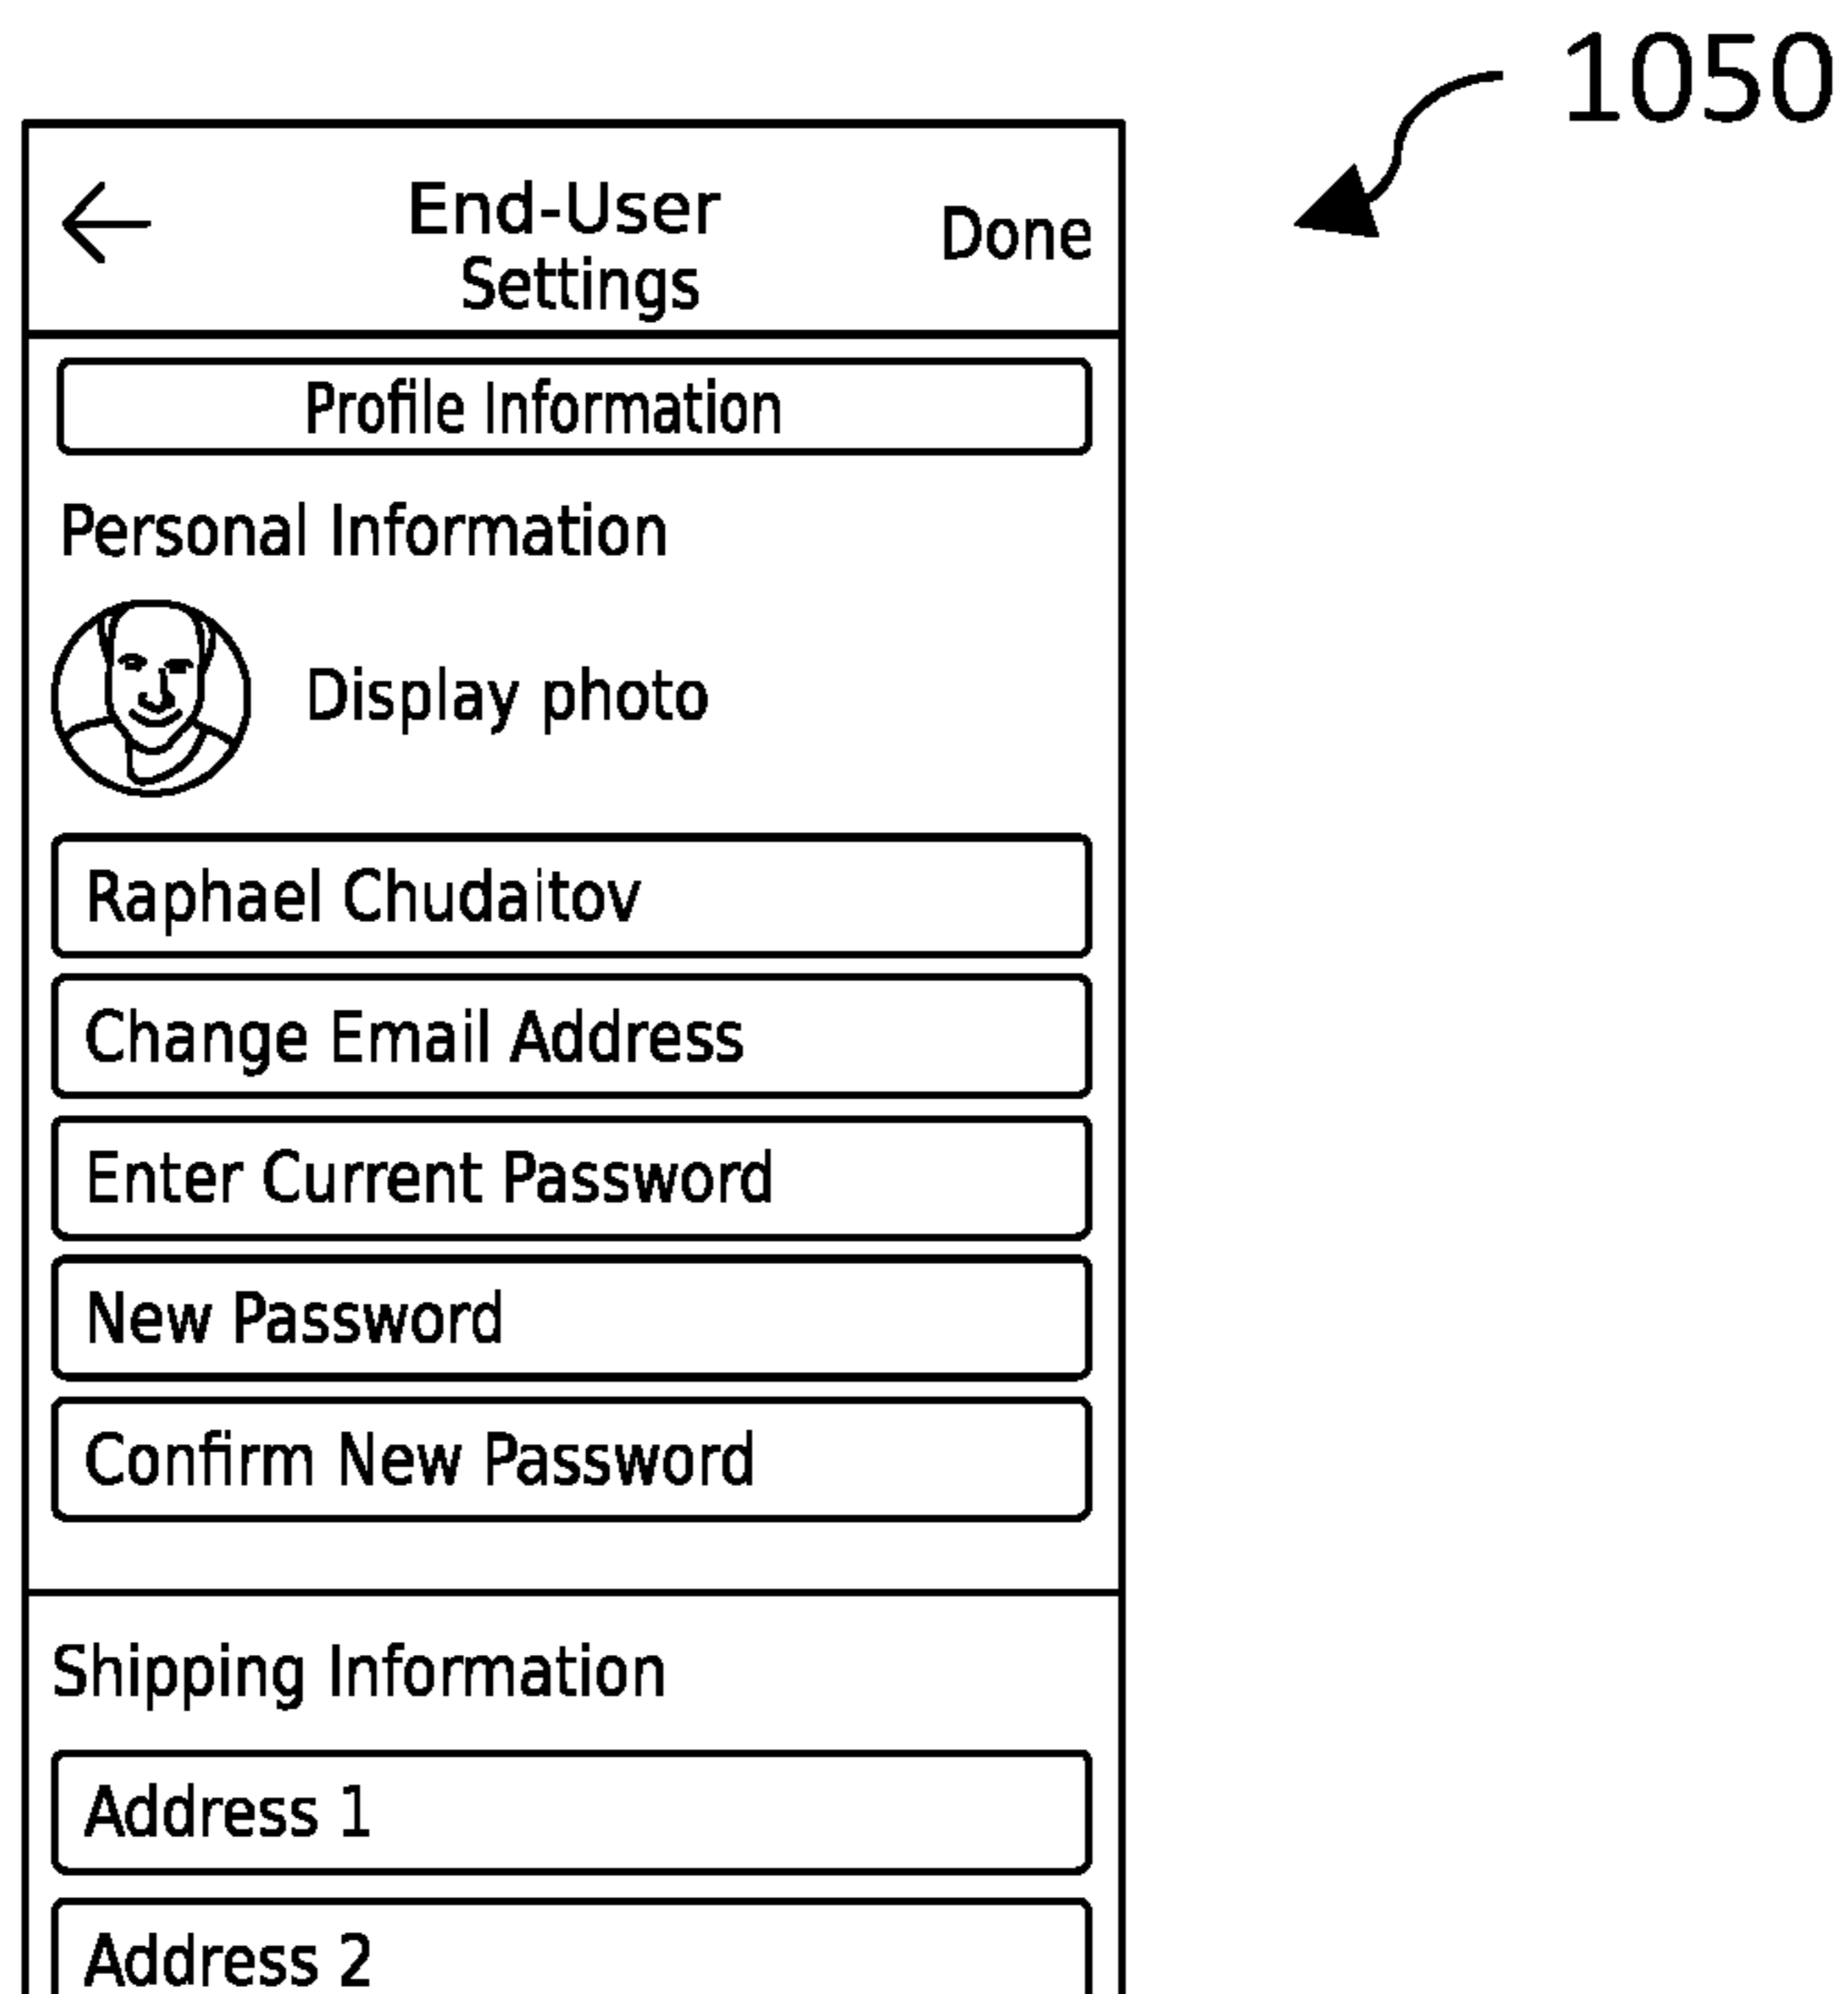 1050
End-User
Settings
Done
Profile Information
Personal Information
Display photo
Raphael Chudaitov
Change Email Address
Enter Current Password
New Password
Confirm New Password
Shipping Information
Address 1
Address 2